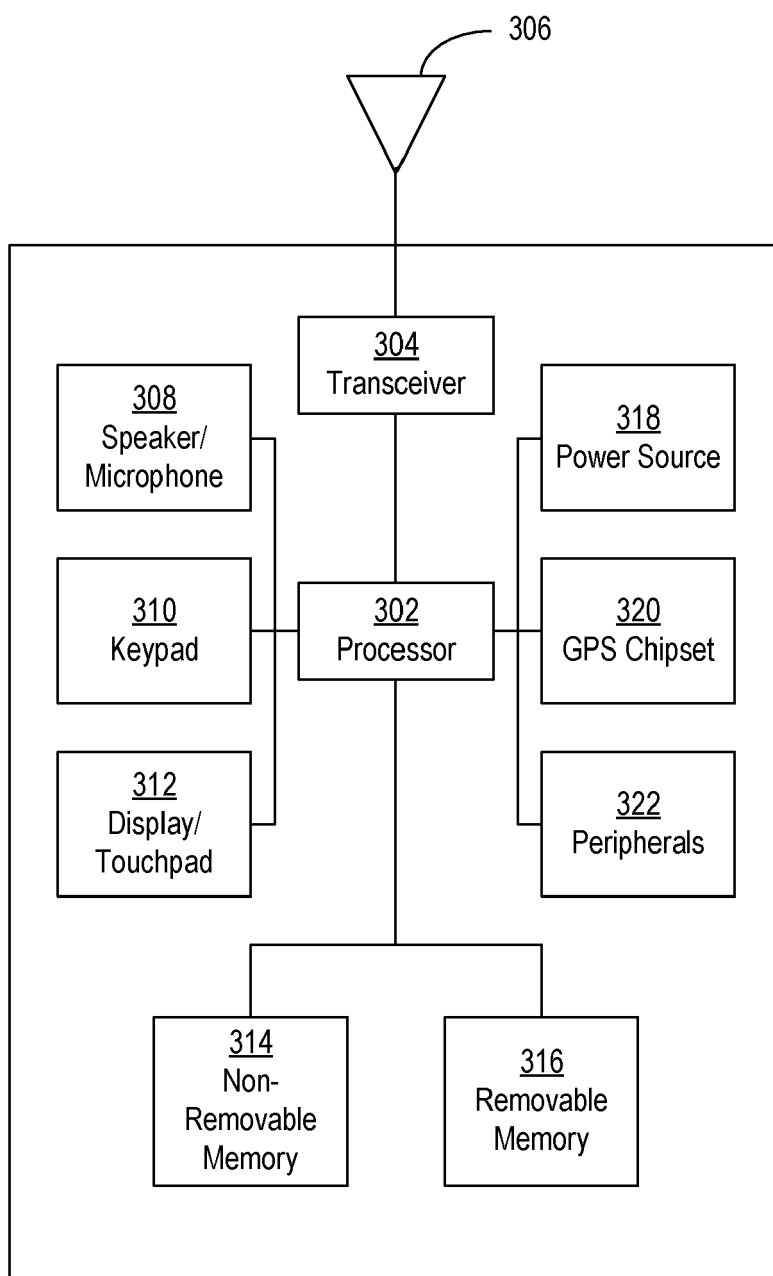 306
304
Transceiver
308
Speaker/
Microphone
318
Power Source
310
Keypad
302
Processor
320
GPS Chipset
312
Display/
Touchpad
322
Peripherals
314
Non-
Removable
Memory
316
Removable
Memory